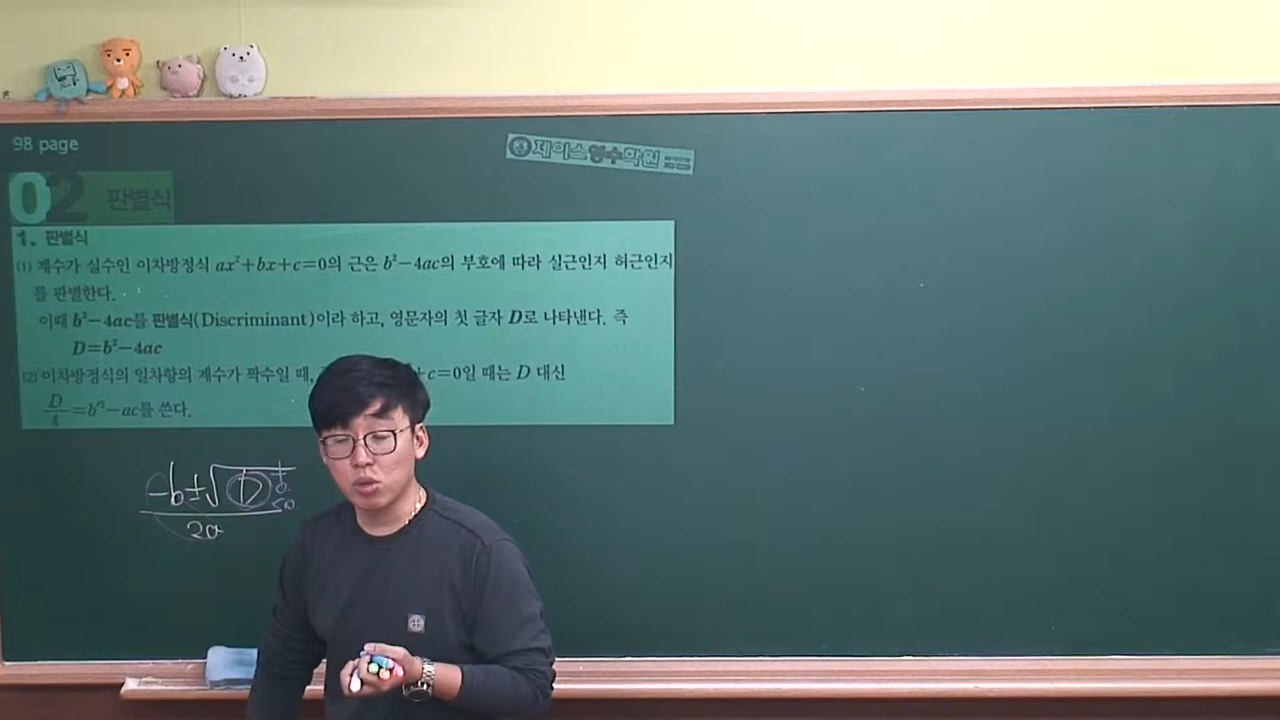 98 page
제이스영수학원
02 판별식
1. 판별식
(1) 계수가 실수인 이차방정식 ax²+bx+c=0의 근은 b²-4ac의 부호에 따라 실근인지 허근인지
를 판별한다.
이때 b²-4ac를 판별식(Discriminant)이라 하고, 영문자의 첫 글자 D로 나타낸다. 즉
D=b²-4ac
(2) 이차방정식의 일차항의 계수가 짝수일 때, +c=0일 때는 D 대신
D/4=b'²-ac를 쓴다.
-b±√D
2a